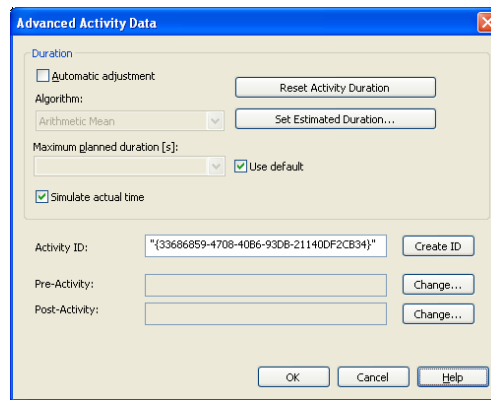 Advanced Activity Data
Duration
Automatic adjustment
Reset Activity Duration
Algorithm:
Arithmetic Mean
Set Estimated Duration...
Maximum planned duration [s]:
Use default
Simulate actual time
Activity ID:
"{33686859-4708-40B6-93DB-21140DF2CB34}"
Create ID
Pre-Activity:
Change...
Post-Activity:
Change...
OK
Cancel
Help